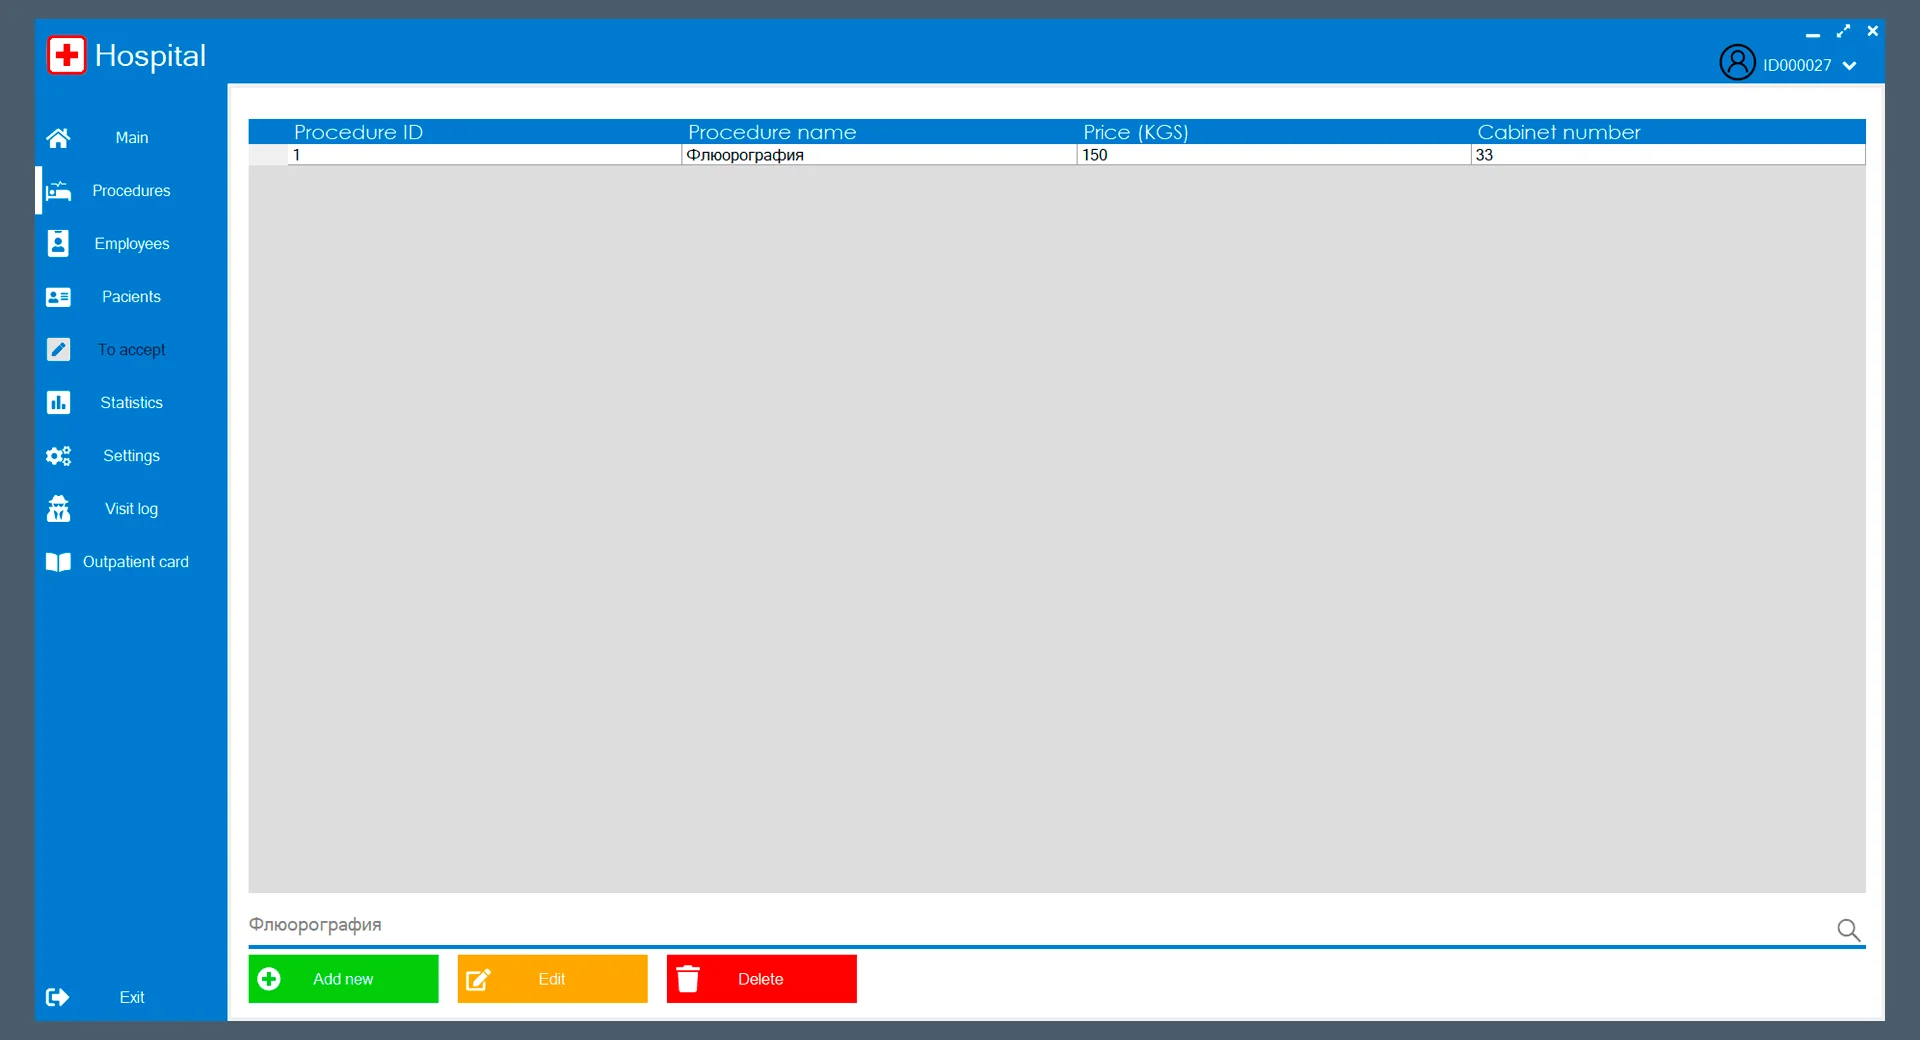 Hospital
ID000027
Main
Procedures
Employees
Pacients
To accept
Statistics
Settings
Visit log
Outpatient card
Exit
Procedure ID Procedure name Price (KGS) Cabinet number
1 Флюорография 150 33
Флюорография
Add new Edit Delete